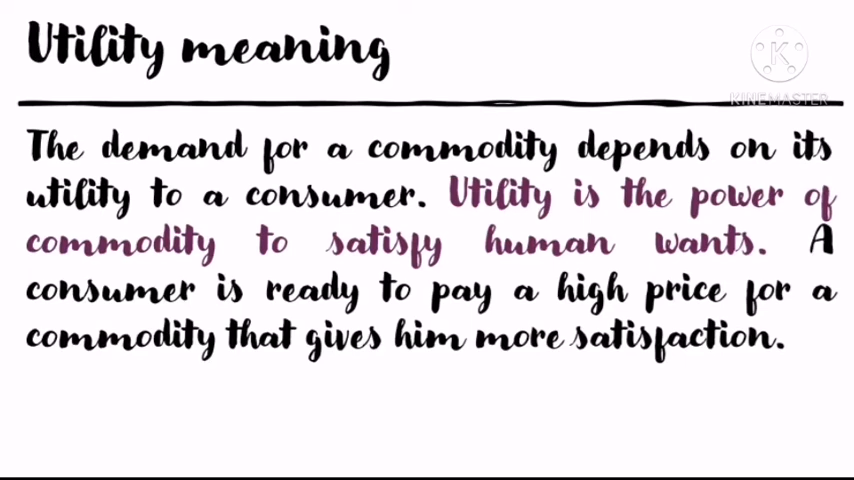 Utility meaning
K
KINEMASTER
The demand for a commodity depends on its
utility to a consumer. Utility is the power of
commodity to satisfy human wants. A
consumer is ready to pay a high price for a
commodity that gives him more satisfaction.